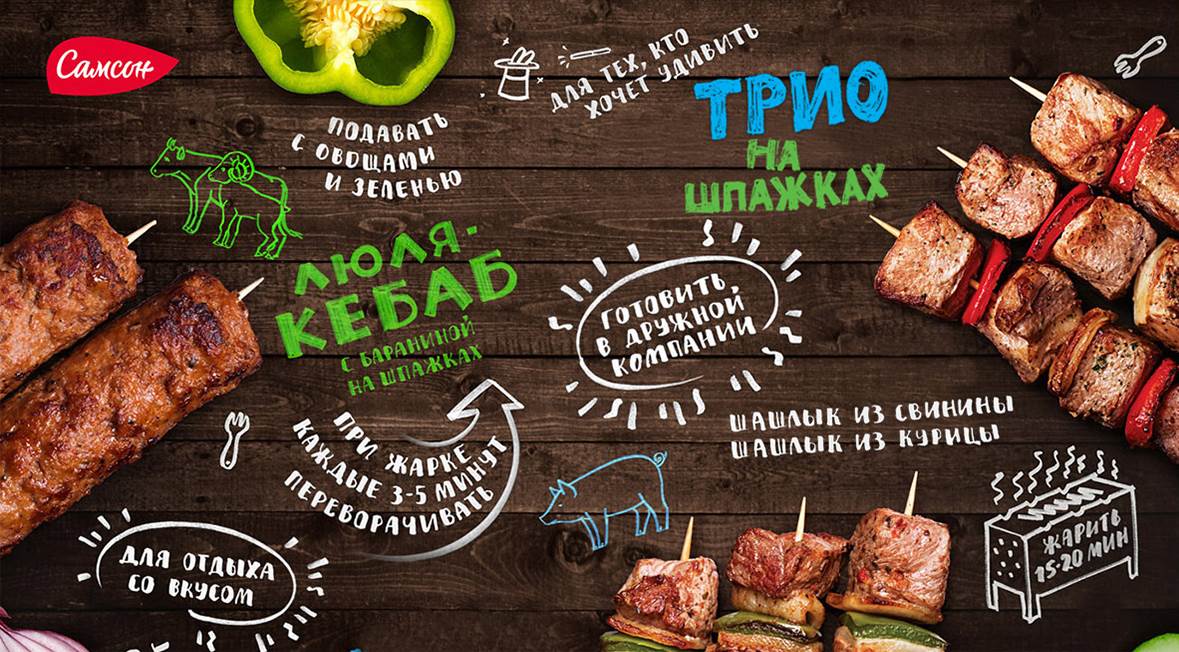 Самсон
ПОДАВАТЬ
С ОВОЩАМИ
И ЗЕЛЕНЬЮ
ЛЮЛЯ-
КЕБАБ
С БАРАНИНОЙ
НА ШПАЖКАХ
ПРИ ЖАРКЕ
КАЖДЫЕ 3-5 МИНУТ
ПЕРЕВОРАЧИВАТЬ
ДЛЯ ОТДЫХА
СО ВКУСОМ
ДЛЯ ТЕХ, КТО
ХОЧЕТ УДИВИТЬ
ТРИО
НА
ШПАЖКАХ
ГОТОВИТЬ,
В ДРУЖНОЙ
КОМПАНИИ
ШАШЛЫК ИЗ СВИНИНЫ
ШАШЛЫК ИЗ КУРИЦЫ
ЖАРИТЬ
15-20 МИН